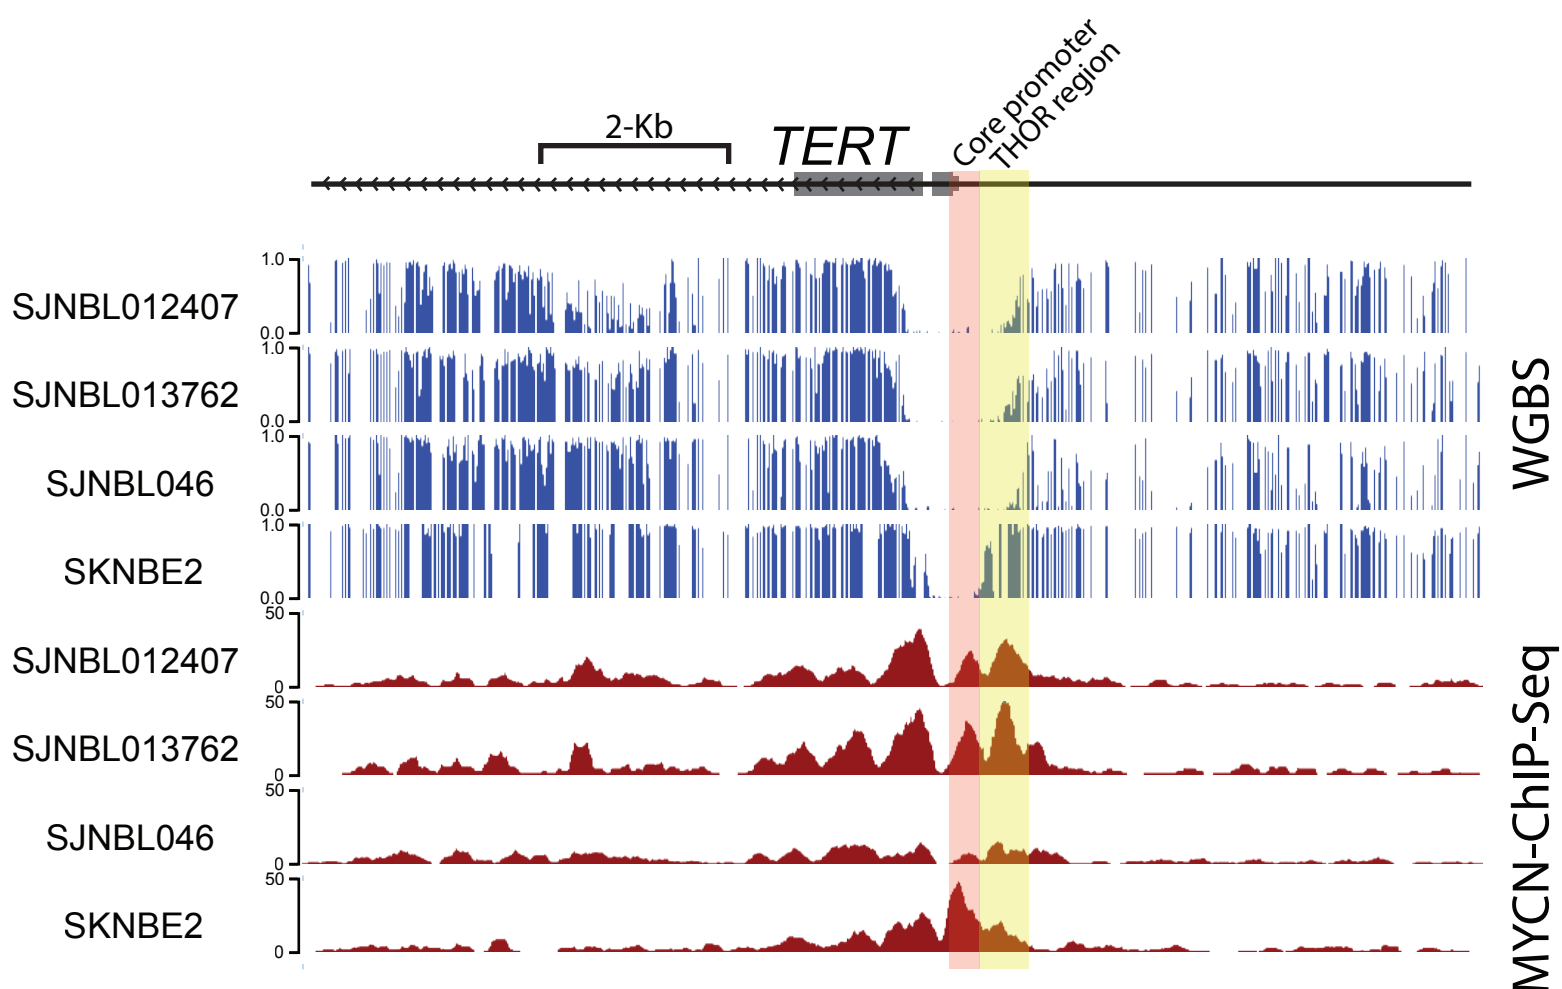 Core promoter
THOR region
2-Kb
TERT
SJNBL012407
1.0
0.0
SJNBL013762
1.0
0.0
SJNBL046
1.0
0.0
SKNBE2
1.0
0.0
WGBS
SJNBL012407
50
0
SJNBL013762
50
0
SJNBL046
50
0
SKNBE2
50
0
MYCN-ChIP-Seq